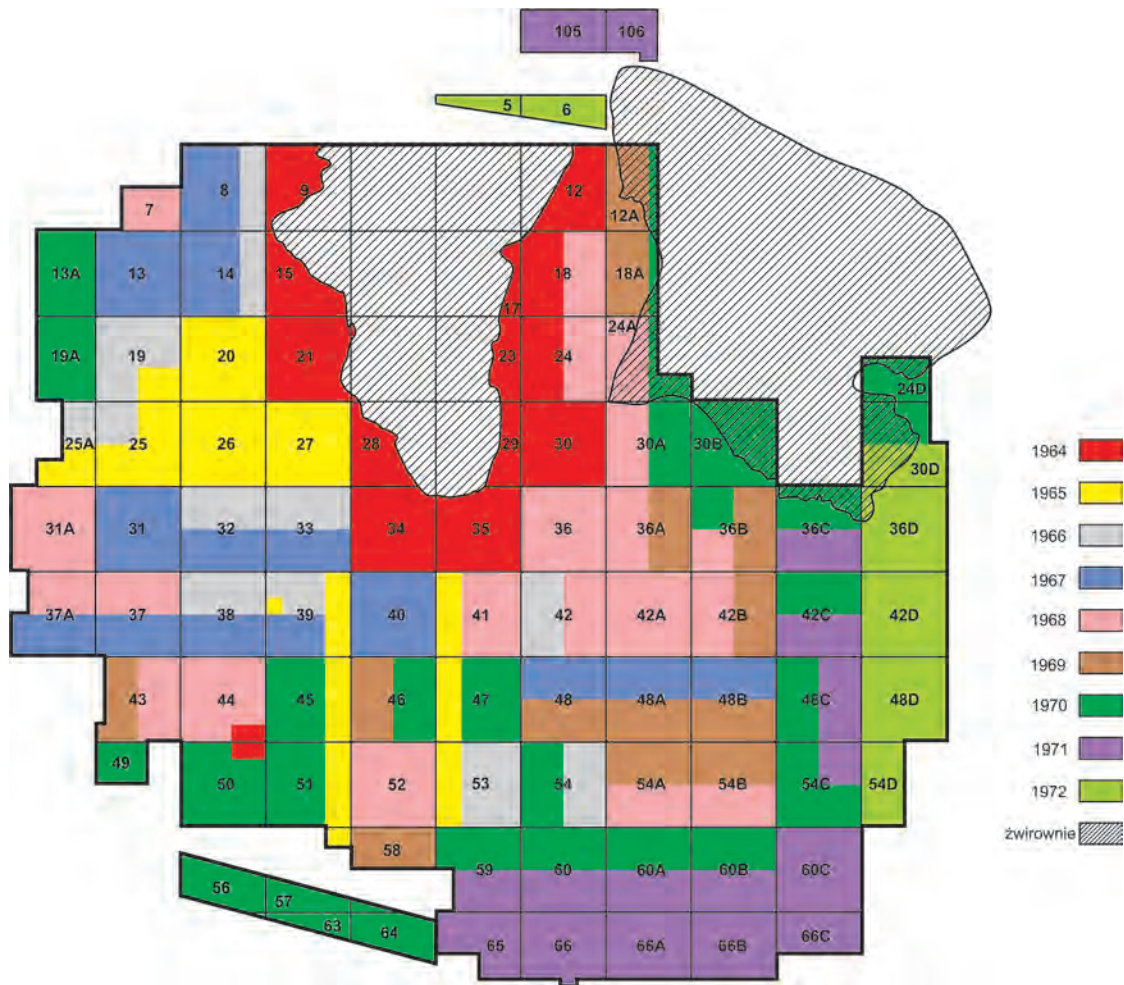 105 106
5 6
7 8 9 12 12A
13A 13 14 15 17 18 18A
19A 19 20 21 23 24 24A 24D
25A 25 26 27 28 29 30 30A 30B 30D
31A 31 32 33 34 35 36 36A 36B 36C 36D
37A 37 38 39 40 41 42 42A 42B 42C 42D
43 44 45 46 47 48 48A 48B 48C 48D
49 50 51 52 53 54 54A 54B 54C 54D
56 57 58 59 60 60A 60B 60C
63 64 65 66 66A 66B 66C
1964
1965
1966
1967
1968
1969
1970
1971
1972
żwirownie